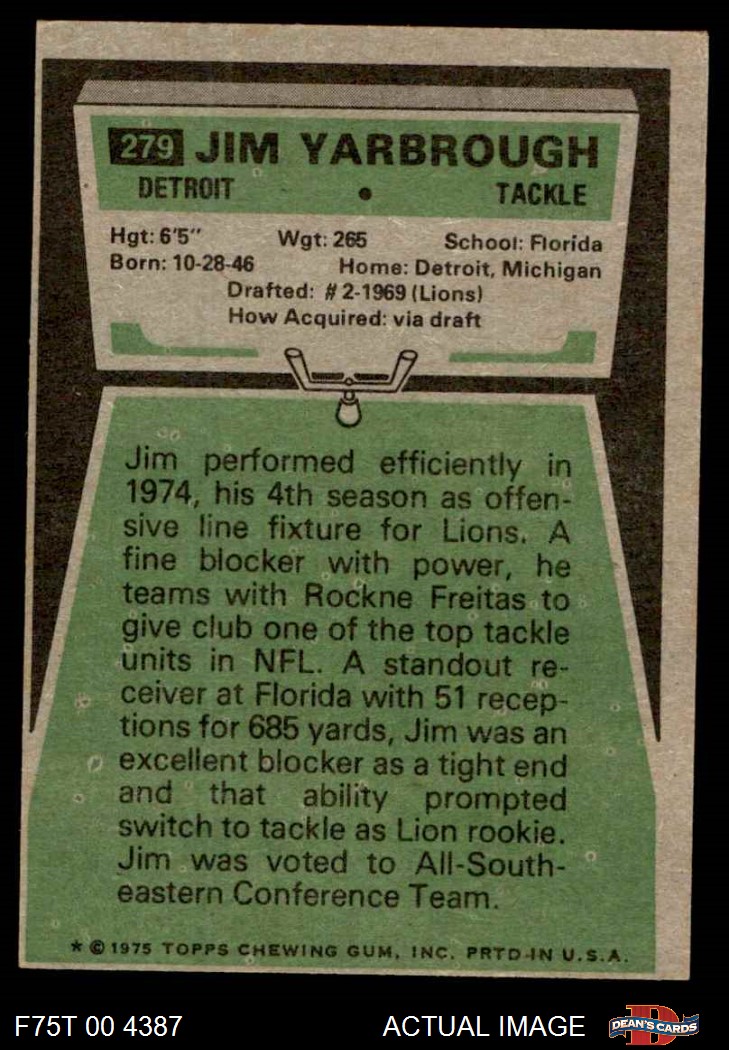 279 JIM YARBROUGH
DETROIT • TACKLE
Hgt: 6'5" Wgt: 265 School: Florida
Born: 10-28-46 Home: Detroit, Michigan
Drafted: #2-1969 (Lions)
How Acquired: via draft
Jim performed efficiently in
1974, his 4th season as offen-
sive line fixture for Lions. A
fine blocker with power, he
teams with Rockne Freitas to
give club one of the top tackle
units in NFL. A standout re-
ceiver at Florida with 51 recep-
tions for 685 yards, Jim was an
excellent blocker as a tight end
and that ability prompted
switch to tackle as Lion rookie.
Jim was voted to All-South-
eastern Conference Team.
* © 1975 TOPPS CHEWING GUM, INC. PRTD-IN U.S.A.
F75T 00 4387 ACTUAL IMAGE D DEAN'S CARDS